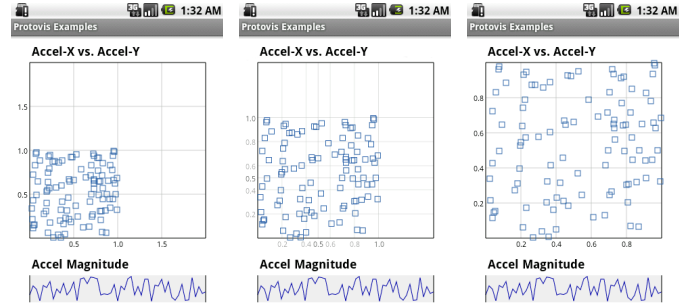 3G 1:32 AM
Protovis Examples
Accel-X vs. Accel-Y
1.5
1.0
0.5
0.5 1.0 1.5
Accel Magnitude
3G 1:32 AM
Protovis Examples
Accel-X vs. Accel-Y
1.0
0.8
0.6
0.5
0.4
0.2
0.2 0.4 0.5 0.6 0.8 1.0
Accel Magnitude
3G 1:32 AM
Protovis Examples
Accel-X vs. Accel-Y
0.8
0.6
0.4
0.2
0.2 0.4 0.6 0.8
Accel Magnitude